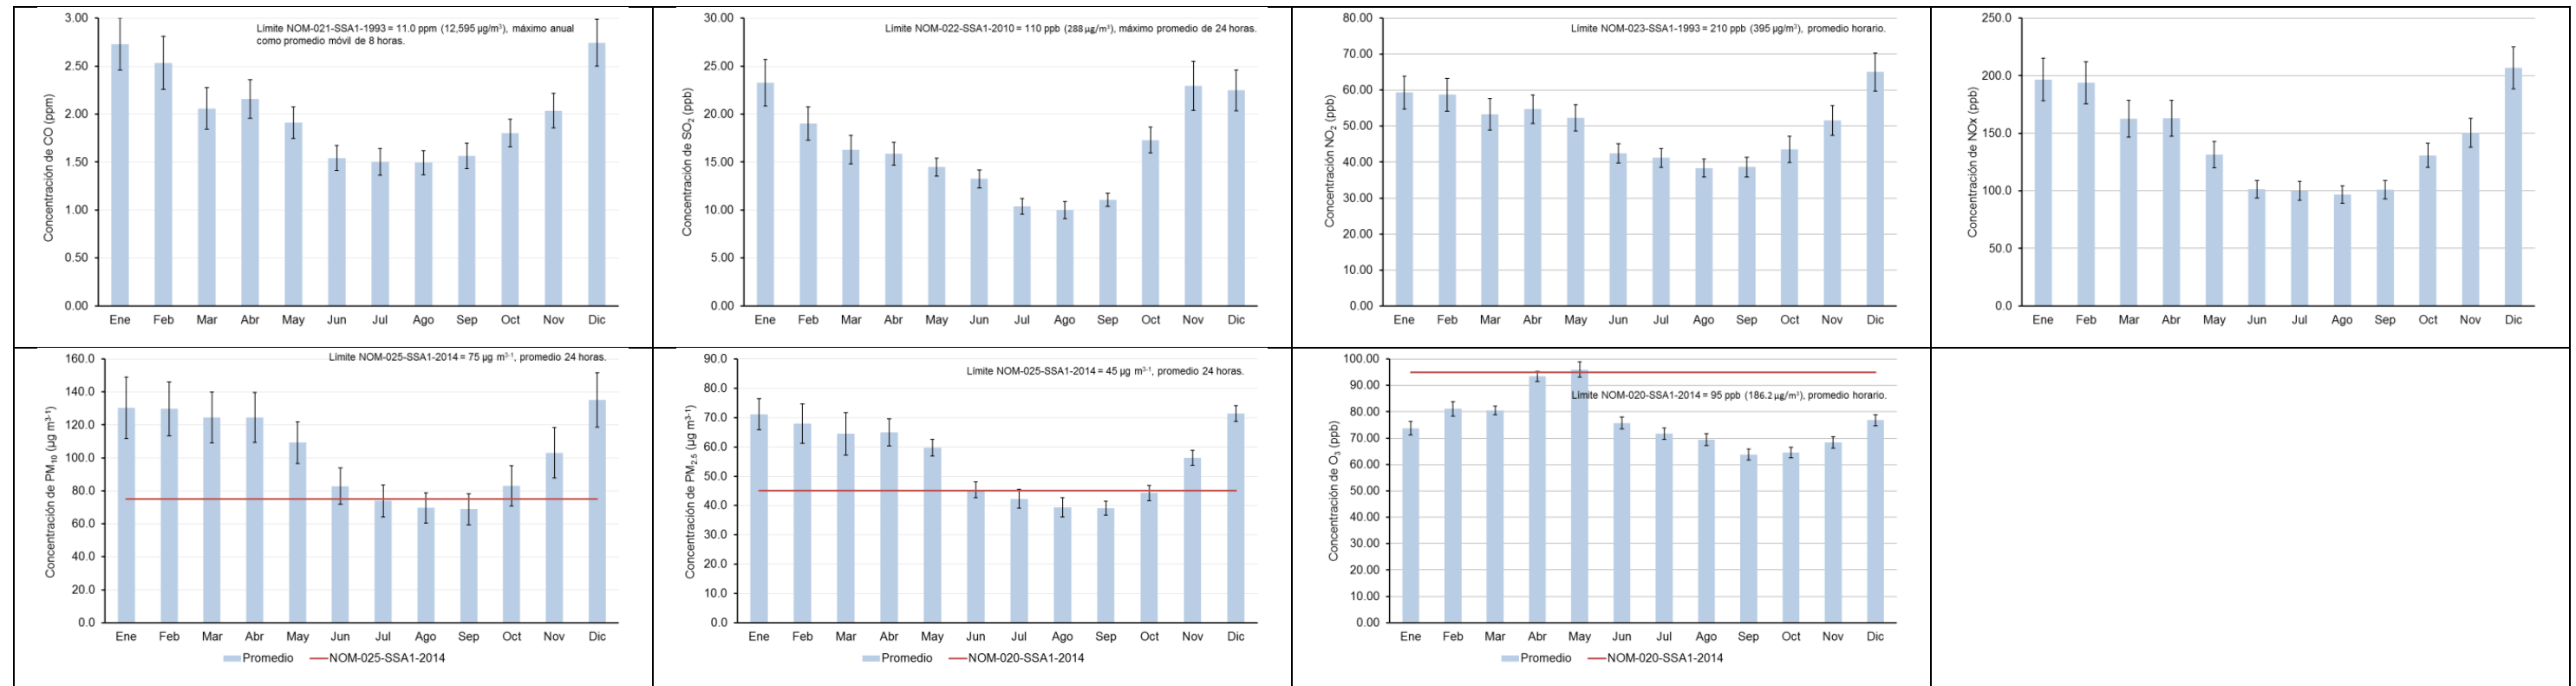 Límite NOM-021-SSA1-1993 = 11.0 ppm (12,595 µg/m³), máximo anual
como promedio móvil de 8 horas.
Concentración de CO (ppm)
3.00
2.50
2.00
1.50
1.00
0.50
0.00
Ene Feb Mar Abr May Jun Jul Ago Sep Oct Nov Dic
Límite NOM-022-SSA1-2010 = 110 ppb (288 µg/m³), máximo promedio de 24 horas.
Concentración de SO₂ (ppb)
30.00
25.00
20.00
15.00
10.00
5.00
0.00
Ene Feb Mar Abr May Jun Jul Ago Sep Oct Nov Dic
Límite NOM-023-SSA1-1993 = 210 ppb (395 µg/m³), promedio horario.
Concentración NO₂ (ppb)
80.00
70.00
60.00
50.00
40.00
30.00
20.00
10.00
0.00
Ene Feb Mar Abr May Jun Jul Ago Sep Oct Nov Dic
Concentración de NOx (ppb)
250.0
200.0
150.0
100.0
50.0
0.0
Ene Feb Mar Abr May Jun Jul Ago Sep Oct Nov Dic
Límite NOM-025-SSA1-2014 = 75 µg m³⁻¹, promedio 24 horas.
Concentración de PM₁₀ (µg m³⁻¹)
160.0
140.0
120.0
100.0
80.0
60.0
40.0
20.0
0.0
Ene Feb Mar Abr May Jun Jul Ago Sep Oct Nov Dic
Promedio NOM-025-SSA1-2014
Límite NOM-025-SSA1-2014 = 45 µg m³⁻¹, promedio 24 horas.
Concentración de PM₂.₅ (µg m³⁻¹)
90.0
80.0
70.0
60.0
50.0
40.0
30.0
20.0
10.0
0.0
Ene Feb Mar Abr May Jun Jul Ago Sep Oct Nov Dic
Promedio NOM-020-SSA1-2014
Límite NOM-020-SSA1-2014 = 95 ppb (186.2 µg/m³), promedio horario.
Concentración de O₃ (ppb)
100.00
90.00
80.00
70.00
60.00
50.00
40.00
30.00
20.00
10.00
0.00
Ene Feb Mar Abr May Jun Jul Ago Sep Oct Nov Dic
Promedio NOM-020-SSA1-2014